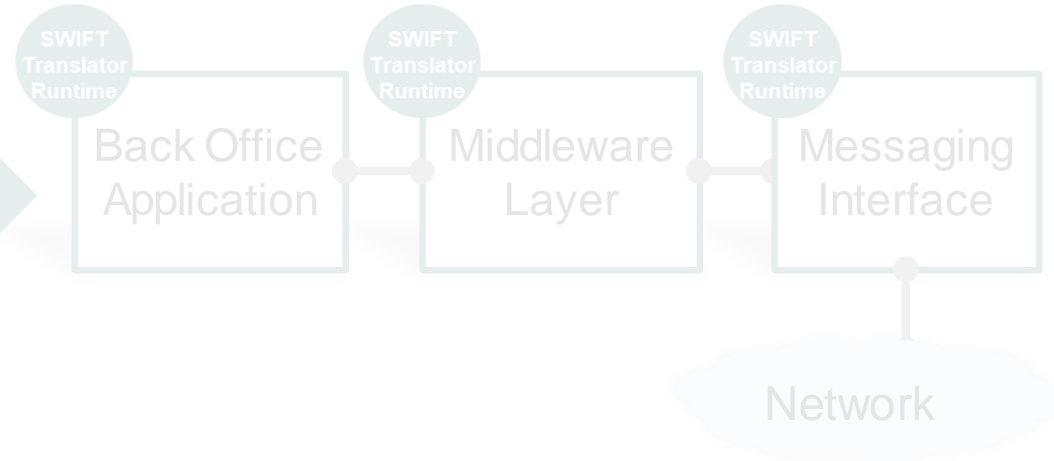 SWIFT
Translator
Runtime
Back Office
Application
SWIFT
Translator
Runtime
Middleware
Layer
SWIFT
Translator
Runtime
Messaging
Interface
Network